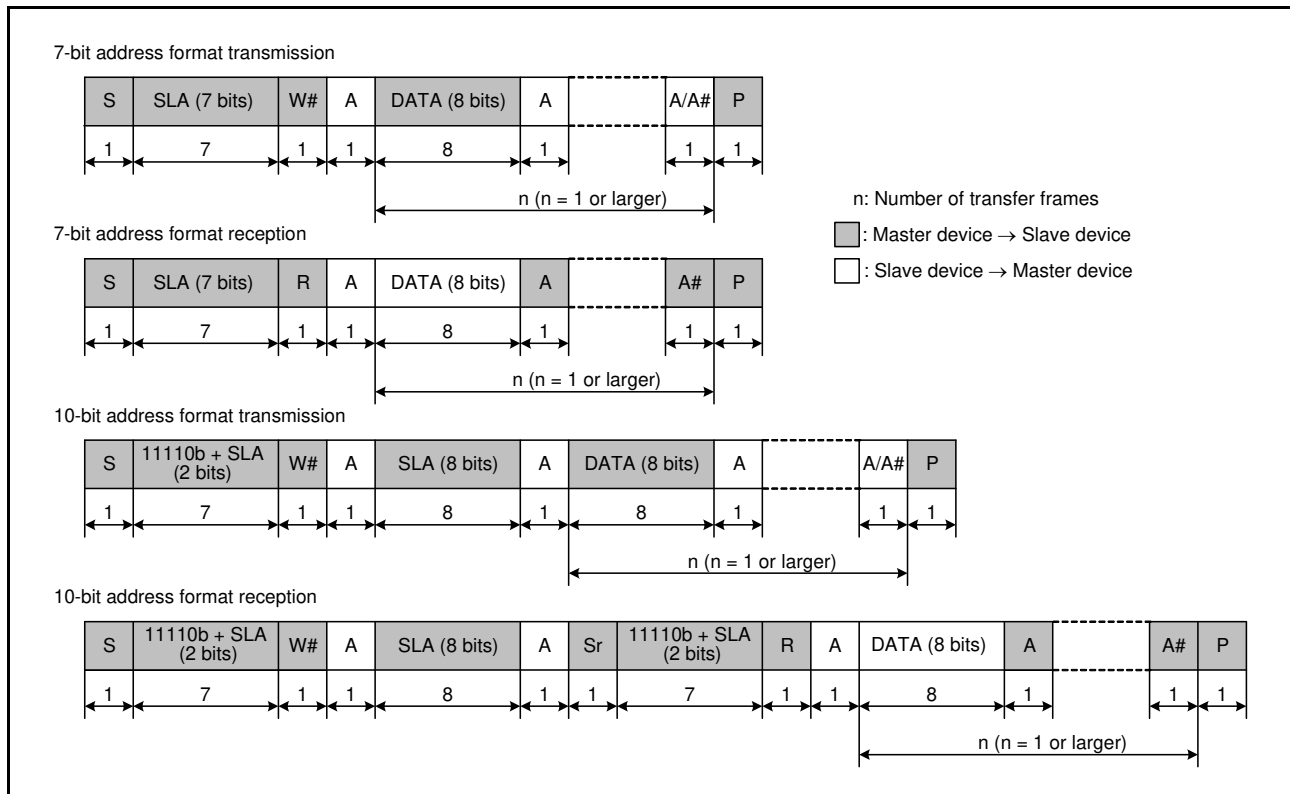 7-bit address format transmission
S SLA (7 bits) W# A DATA (8 bits) A A/A# P
1 7 1 1 8 1 1 1
n (n = 1 or larger)
n: Number of transfer frames
: Master device → Slave device
: Slave device → Master device
7-bit address format reception
S SLA (7 bits) R A DATA (8 bits) A A# P
1 7 1 1 8 1 1 1
n (n = 1 or larger)
10-bit address format transmission
S 11110b + SLA (2 bits) W# A SLA (8 bits) A DATA (8 bits) A A/A# P
1 7 1 1 8 1 8 1 1 1
n (n = 1 or larger)
10-bit address format reception
S 11110b + SLA (2 bits) W# A SLA (8 bits) A Sr 11110b + SLA (2 bits) R A DATA (8 bits) A A# P
1 7 1 1 8 1 1 7 1 1 8 1 1 1
n (n = 1 or larger)